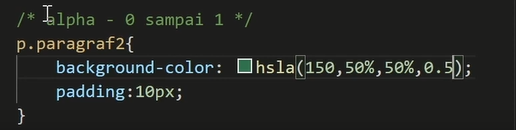 /* alpha - 0 sampai 1 */
p.paragraf2{
background-color: hsla(150,50%,50%,0.5);
padding:10px;
}